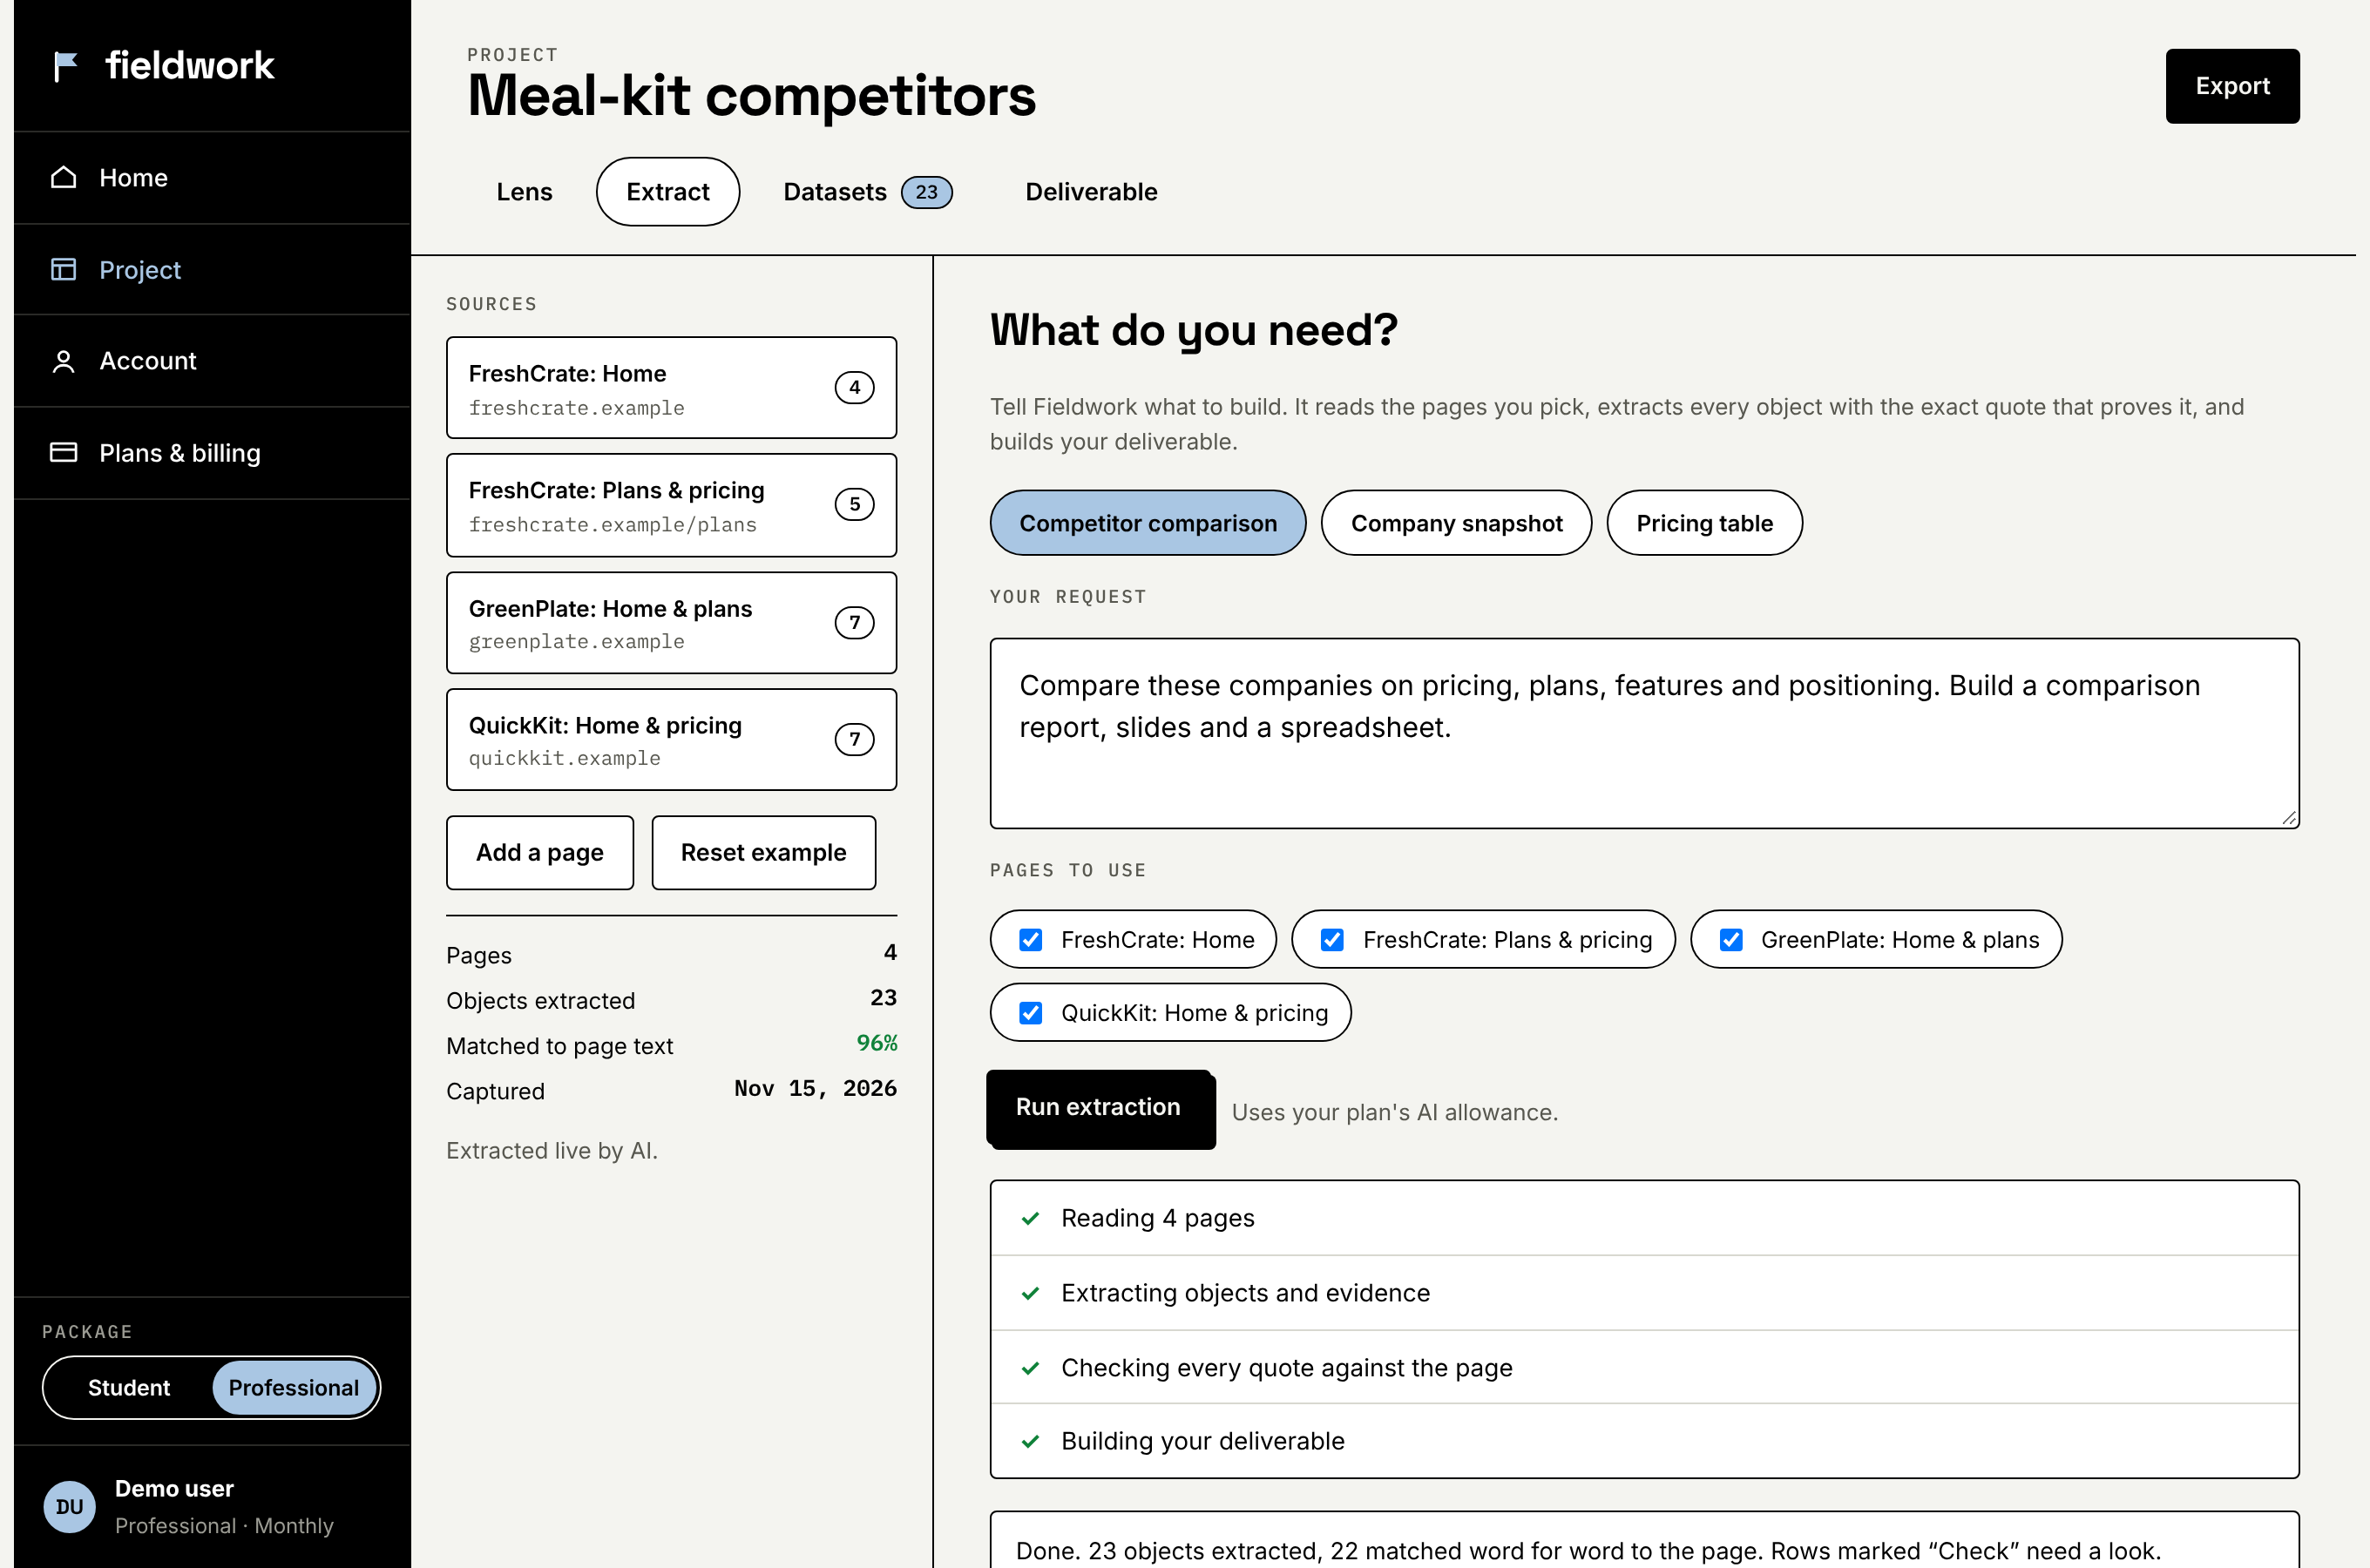 fieldwork
Home
Project
Account
Plans & billing
PACKAGE
Student
Professional
DU
Demo user
Professional · Monthly
PROJECT
Meal-kit competitors
Export
Lens
Extract
Datasets 23
Deliverable
SOURCES
FreshCrate: Home
freshcrate.example
4
FreshCrate: Plans & pricing
freshcrate.example/plans
5
GreenPlate: Home & plans
greenplate.example
7
QuickKit: Home & pricing
quickkit.example
7
Add a page
Reset example
Pages 4
Objects extracted 23
Matched to page text 96%
Captured Nov 15, 2026
Extracted live by AI.
What do you need?
Tell Fieldwork what to build. It reads the pages you pick, extracts every object with the exact quote that proves it, and
builds your deliverable.
Competitor comparison
Company snapshot
Pricing table
YOUR REQUEST
Compare these companies on pricing, plans, features and positioning. Build a comparison
report, slides and a spreadsheet.
PAGES TO USE
FreshCrate: Home
FreshCrate: Plans & pricing
GreenPlate: Home & plans
QuickKit: Home & pricing
Run extraction
Uses your plan's AI allowance.
Reading 4 pages
Extracting objects and evidence
Checking every quote against the page
Building your deliverable
Done. 23 objects extracted, 22 matched word for word to the page. Rows marked “Check” need a look.